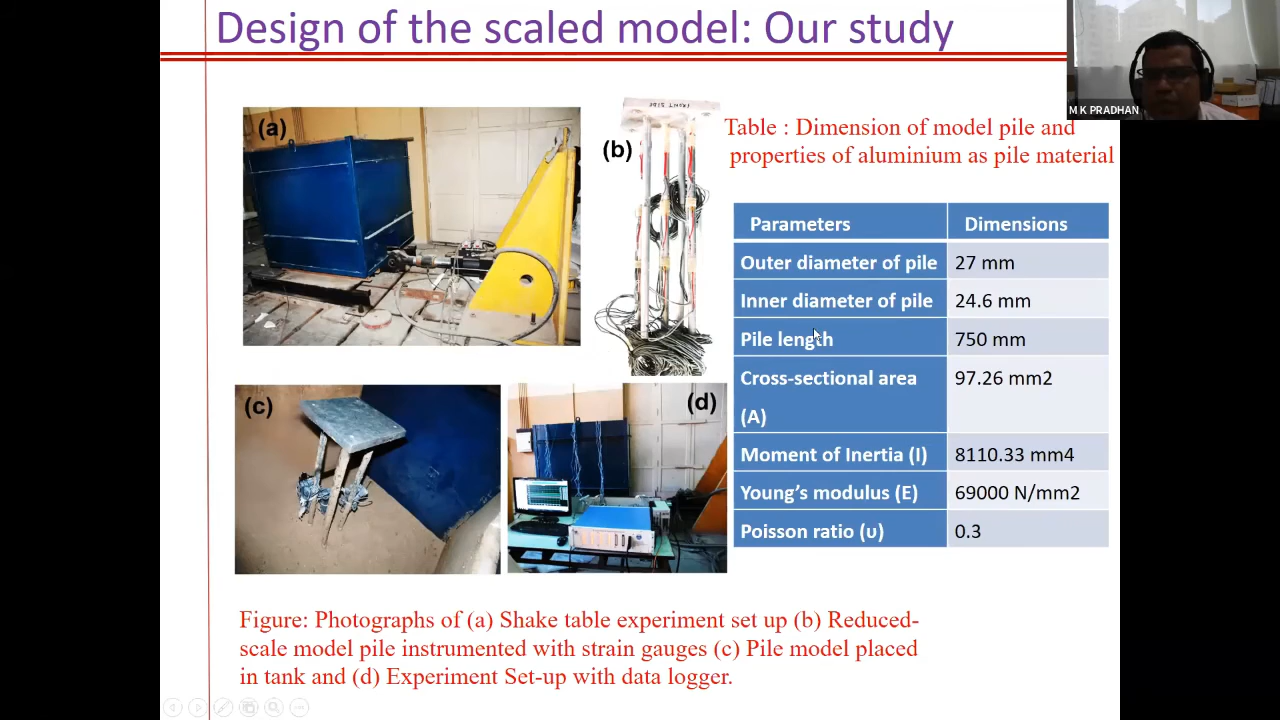 Design of the scaled model: Our study
M K PRADHAN
(a)
(b)
FRONT SIDE
Table : Dimension of model pile and
properties of aluminium as pile material
Parameters Dimensions
Outer diameter of pile 27 mm
Inner diameter of pile 24.6 mm
Pile length 750 mm
Cross-sectional area 97.26 mm2
(A)
Moment of Inertia (I) 8110.33 mm4
Young's modulus (E) 69000 N/mm2
Poisson ratio (υ) 0.3
(c)
(d)
Figure: Photographs of (a) Shake table experiment set up (b) Reduced-
scale model pile instrumented with strain gauges (c) Pile model placed
in tank and (d) Experiment Set-up with data logger.